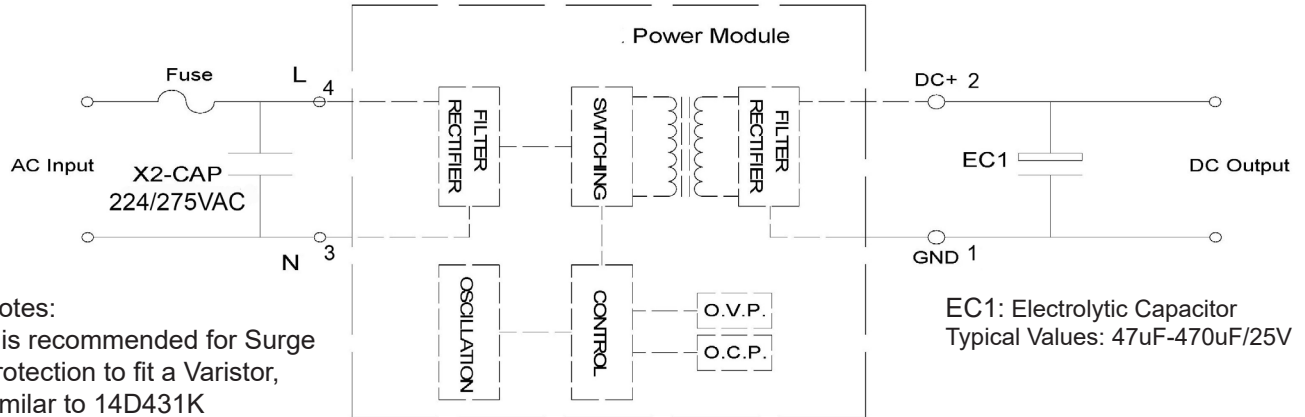 . Power Module
Fuse
L 4
DC+ 2
FILTER
RECTIFIER
SWITCHING
FILTER
RECTIFIER
AC Input
X2-CAP
224/275VAC
EC1
DC Output
N 3
GND 1
OSCILLATION
CONTROL
O.V.P.
O.C.P.
otes:
is recommended for Surge
rotection to fit a Varistor,
milar to 14D431K
EC1: Electrolytic Capacitor
Typical Values: 47uF-470uF/25V